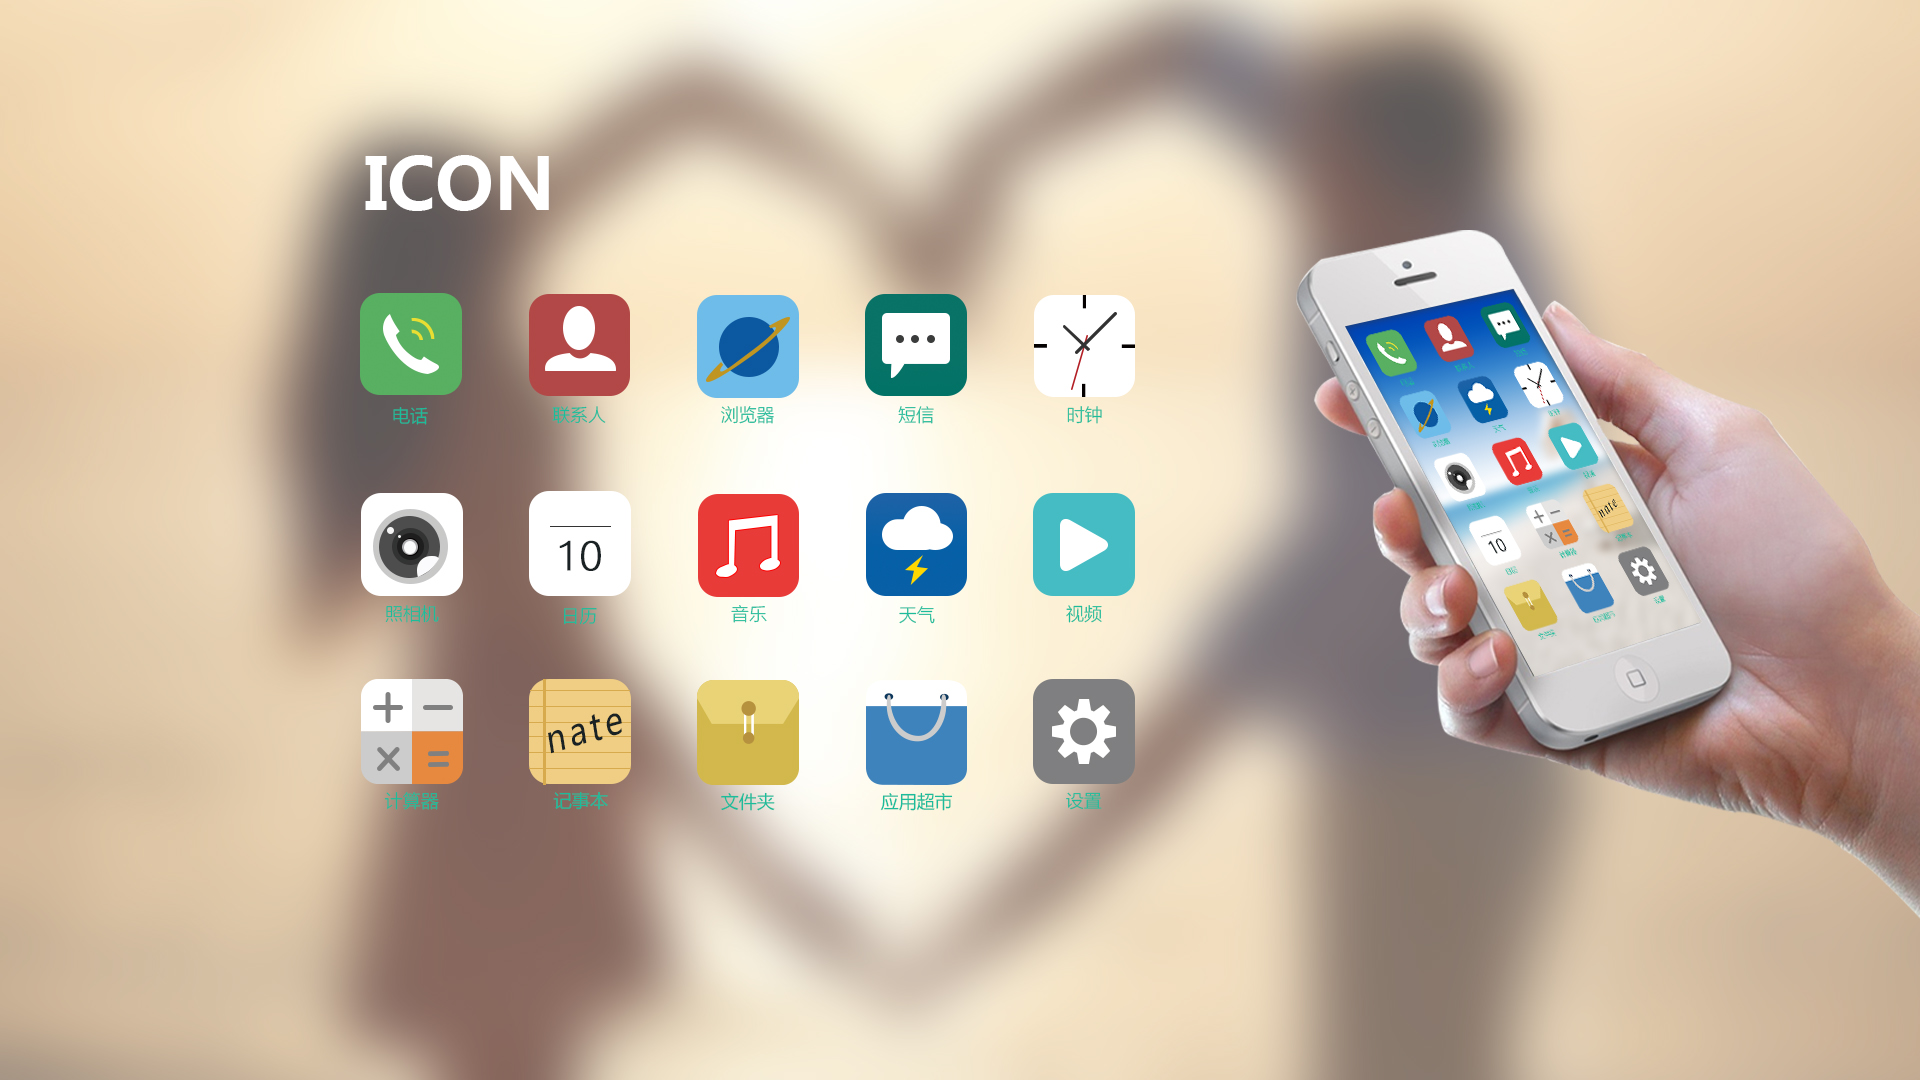 ICON
电话
联系人
浏览器
短信
时钟
照相机
10
日历
音乐
天气
视频
计算器
nate
记事本
文件夹
应用超市
设置
10
nate